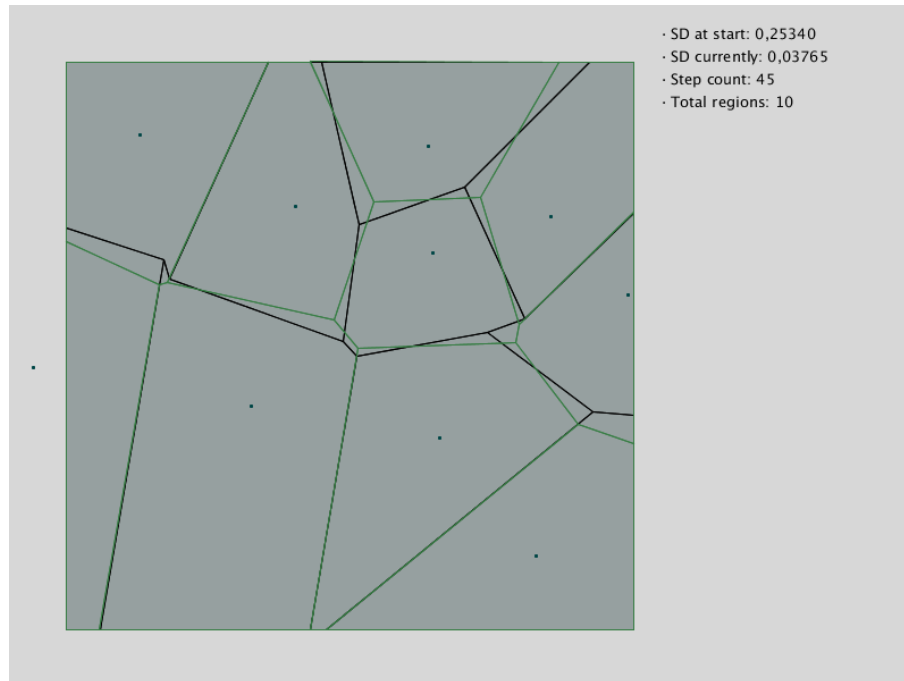 · SD at start: 0,25340
· SD currently: 0,03765
· Step count: 45
· Total regions: 10